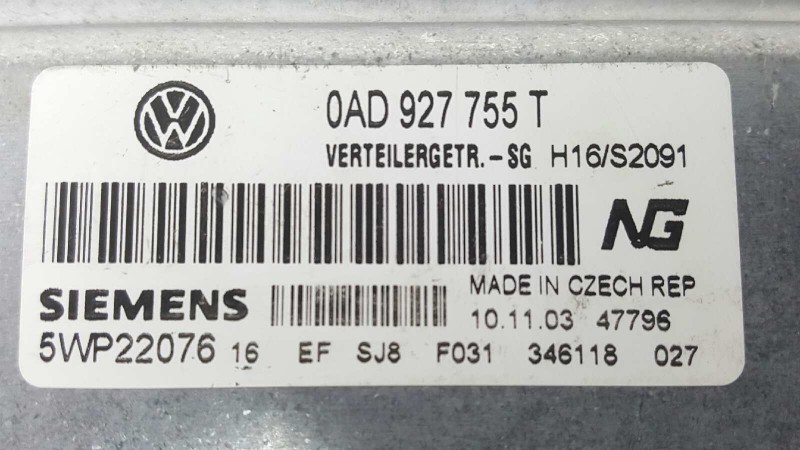 0AD 927 755 T
VERTEILERGETR.-SG H16/S2091
NG
SIEMENS
MADE IN CZECH REP
10.11.03 47796
5WP22076 16 EF SJ8 F031 346118 027